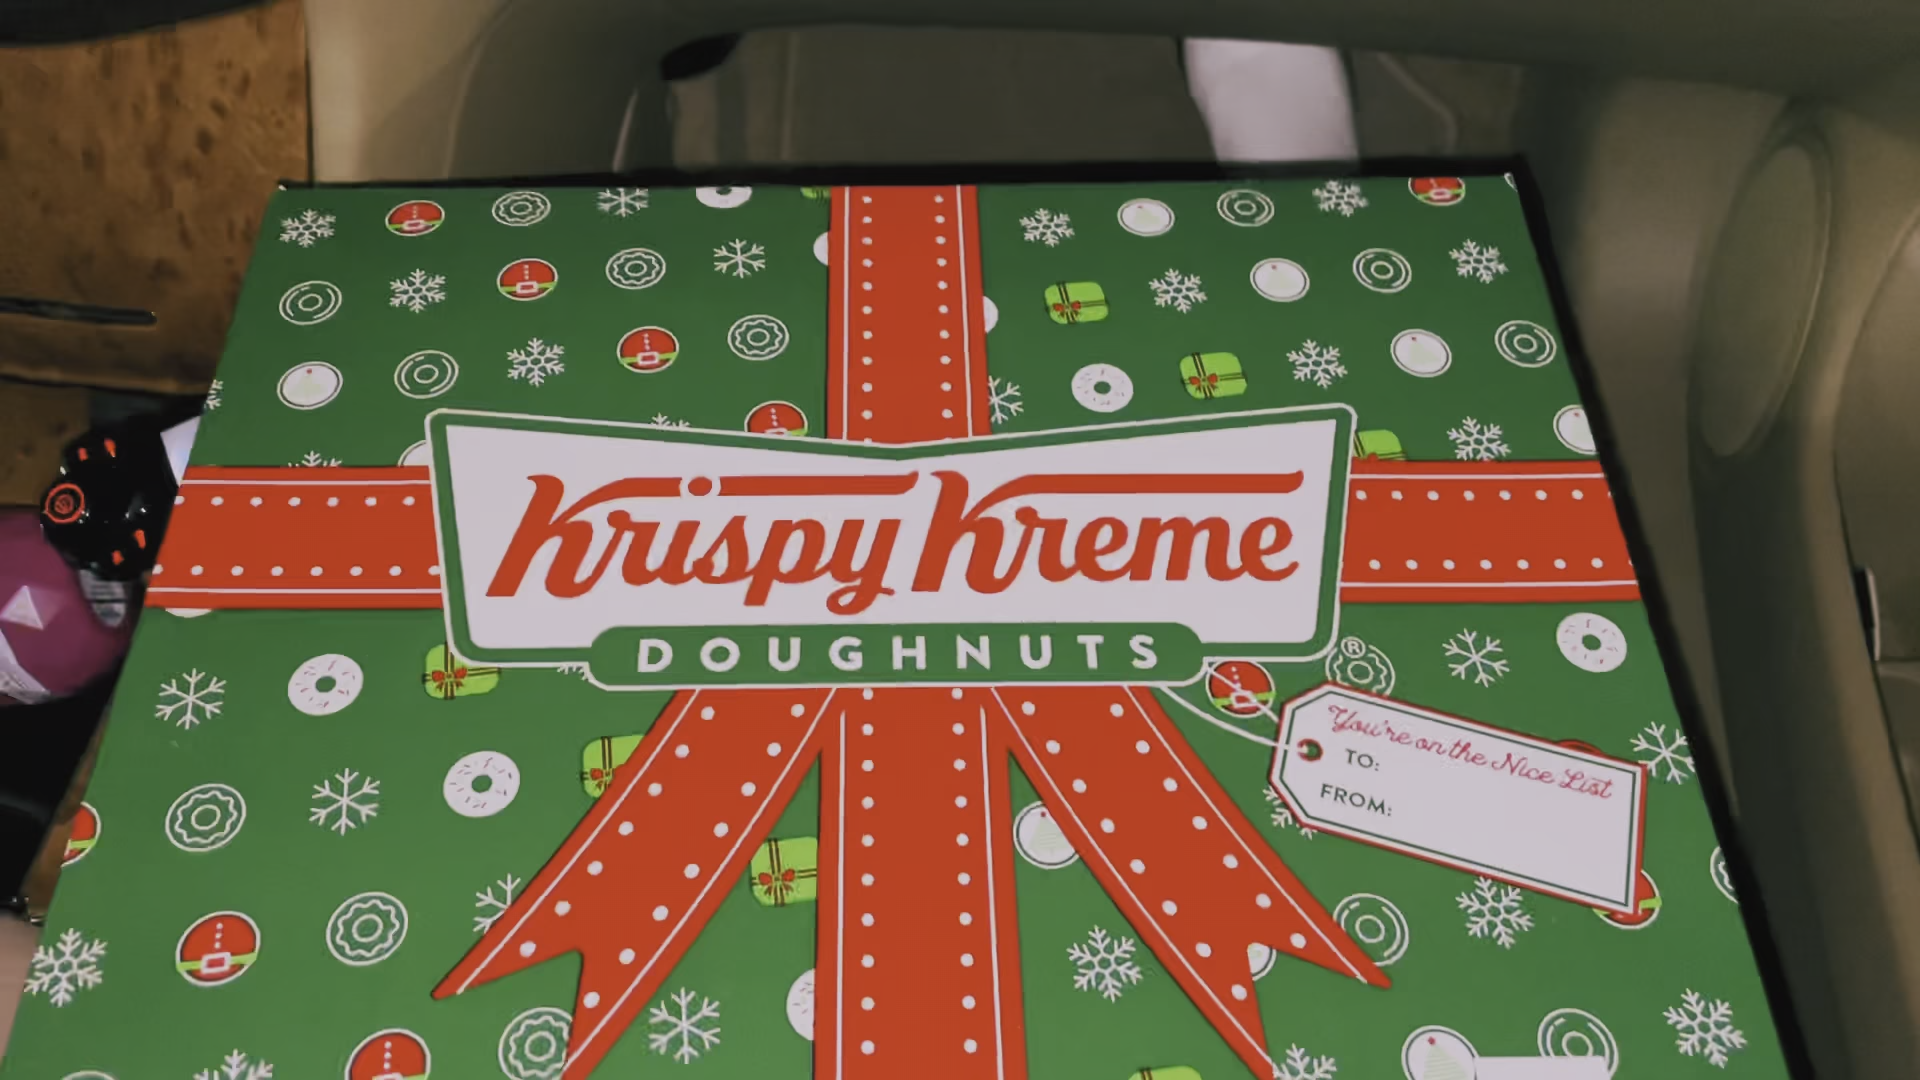 Krispy Kreme
DOUGHNUTS
®
You're on the Nice List
TO:
FROM: